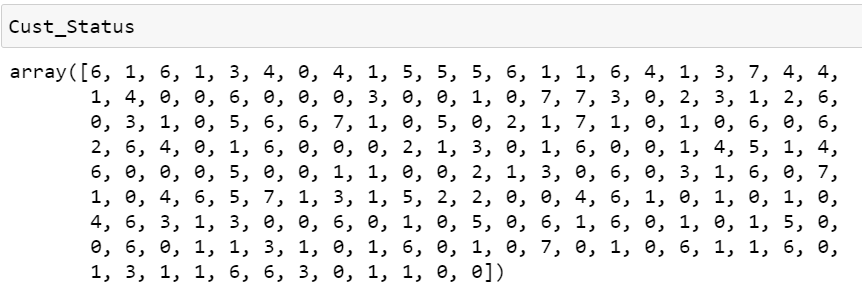 Cust_Status
array([6, 1, 6, 1, 3, 4, 0, 4, 1, 5, 5, 5, 6, 1, 1, 6, 4, 1, 3, 7, 4, 4,
1, 4, 0, 0, 6, 0, 0, 0, 3, 0, 0, 1, 0, 7, 7, 3, 0, 2, 3, 1, 2, 6,
0, 3, 1, 0, 5, 6, 6, 7, 1, 0, 5, 0, 2, 1, 7, 1, 0, 1, 0, 6, 0, 6,
2, 6, 4, 0, 1, 6, 0, 0, 0, 2, 1, 3, 0, 1, 6, 0, 0, 1, 4, 5, 1, 4,
6, 0, 0, 0, 5, 0, 0, 1, 1, 0, 0, 2, 1, 3, 0, 6, 0, 3, 1, 6, 0, 7,
1, 0, 4, 6, 5, 7, 1, 3, 1, 5, 2, 2, 0, 0, 4, 6, 1, 0, 1, 0, 1, 0,
4, 6, 3, 1, 3, 0, 0, 6, 0, 1, 0, 5, 0, 6, 1, 6, 0, 1, 0, 1, 5, 0,
0, 6, 0, 1, 1, 3, 1, 0, 1, 6, 0, 1, 0, 7, 0, 1, 0, 6, 1, 1, 6, 0,
1, 3, 1, 1, 6, 6, 3, 0, 1, 1, 0, 0])